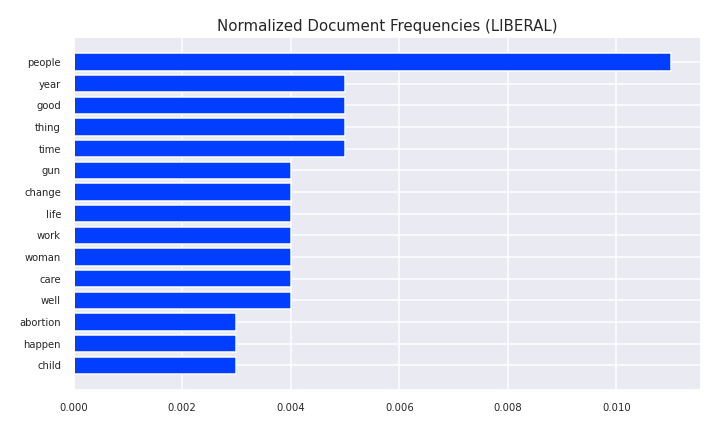 Normalized Document Frequencies (LIBERAL)
people
year
good
thing
time
gun
change
life
work
woman
care
well
abortion
happen
child
0.000 0.002 0.004 0.006 0.008 0.010